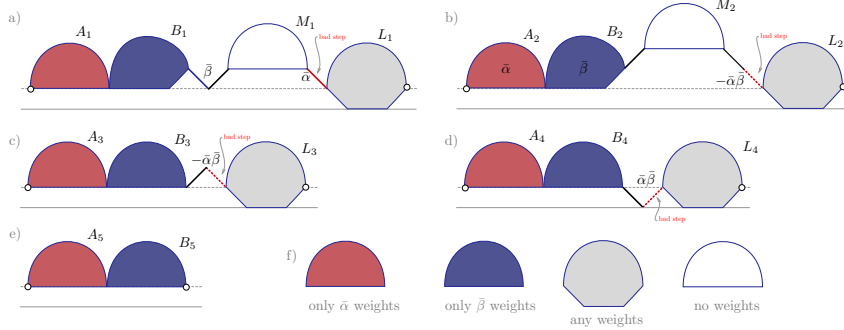 a) A₁ B₁ β̄ M₁ ᾱ bad step L₁
b) A₂ ᾱ B₂ β̄ M₂ bad step −ᾱβ̄ L₂
c) A₃ B₃ −ᾱβ̄ bad step L₃
d) A₄ B₄ ᾱβ̄ bad step L₄
e) A₅ B₅
f)
only ᾱ weights
only β̄ weights
any weights
no weights